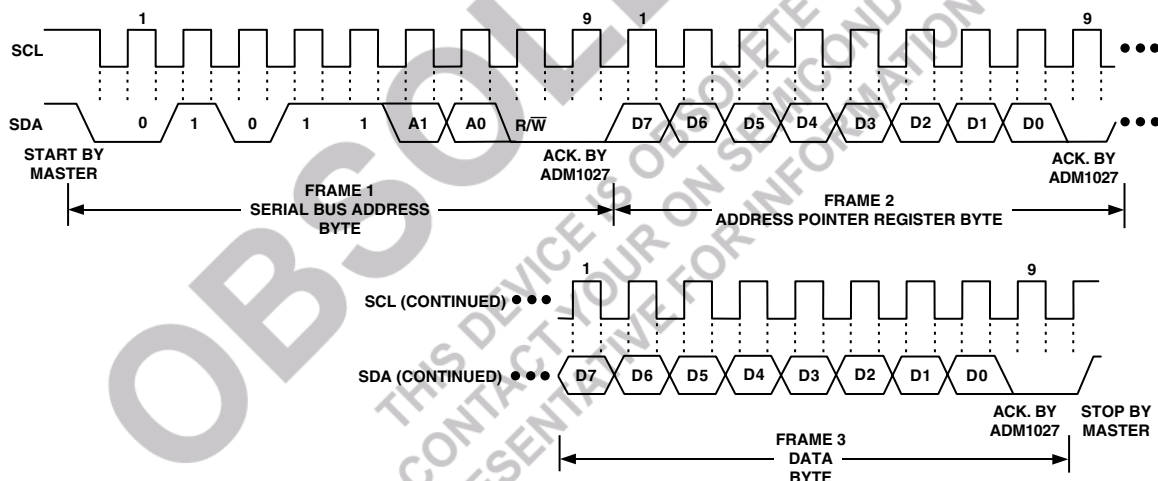 1 9 1 9
SCL
SDA 0 1 0 1 1 A1 A0 R/W̅ D7 D6 D5 D4 D3 D2 D1 D0
START BY
MASTER
ACK. BY
ADM1027
ACK. BY
ADM1027
FRAME 1
SERIAL BUS ADDRESS
BYTE
FRAME 2
ADDRESS POINTER REGISTER BYTE
1 9
SCL (CONTINUED)
SDA (CONTINUED) D7 D6 D5 D4 D3 D2 D1 D0
ACK. BY
ADM1027
STOP BY
MASTER
FRAME 3
DATA
BYTE
OBSOLE
THIS DEVICE IS OBSOLETE
CONTACT YOUR ON SEMICOND
RESENTATIVE FOR INFORMATION